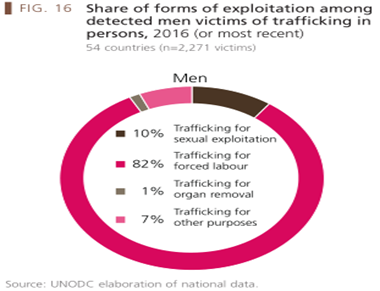 FIG. 16 Share of forms of exploitation among
detected men victims of trafficking in
persons, 2016 (or most recent)
54 countries (n=2,271 victims)
Men
10% Trafficking for
sexual exploitation
82% Trafficking for
forced labour
1% Trafficking for
organ removal
7% Trafficking for
other purposes
Source: UNODC elaboration of national data.